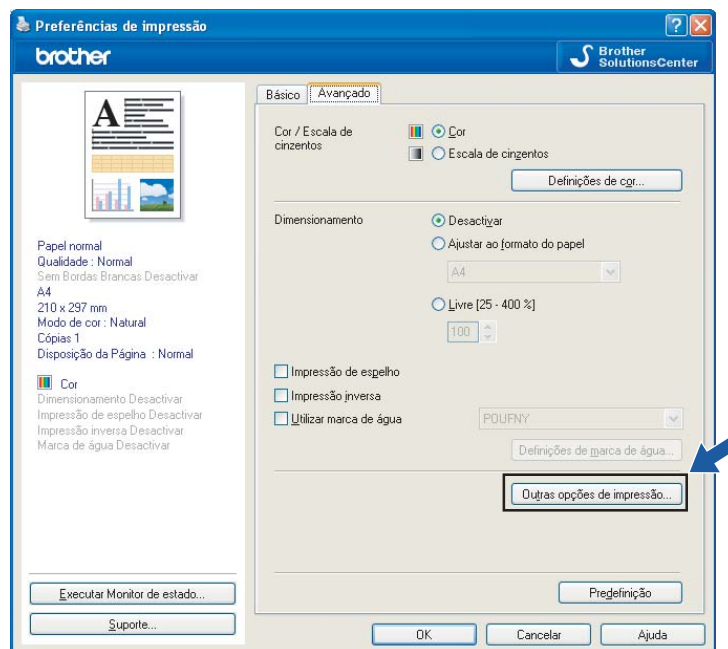 Preferências de impressão
brother
Brother
SolutionsCenter
A
Papel normal
Qualidade : Normal
Sem Bordas Brancas Desactivar
A4
210 x 297 mm
Modo de cor : Natural
Cópias 1
Disposição da Página : Normal
Cor
Dimensionamento Desactivar
Impressão de espelho Desactivar
Impressão inversa Desactivar
Marca de água Desactivar
Executar Monitor de estado...
Suporte...
Básico Avançado
Cor / Escala de
cinzentos
Cor
Escala de cinzentos
Definições de cor...
Dimensionamento
Desactivar
Ajustar ao formato do papel
A4
Livre [25 - 400 %]
100
Impressão de espelho
Impressão inversa
Utilizar marca de água
POUFNY
Definições de marca de água...
Outras opções de impressão...
Predefinição
OK Cancelar Ajuda